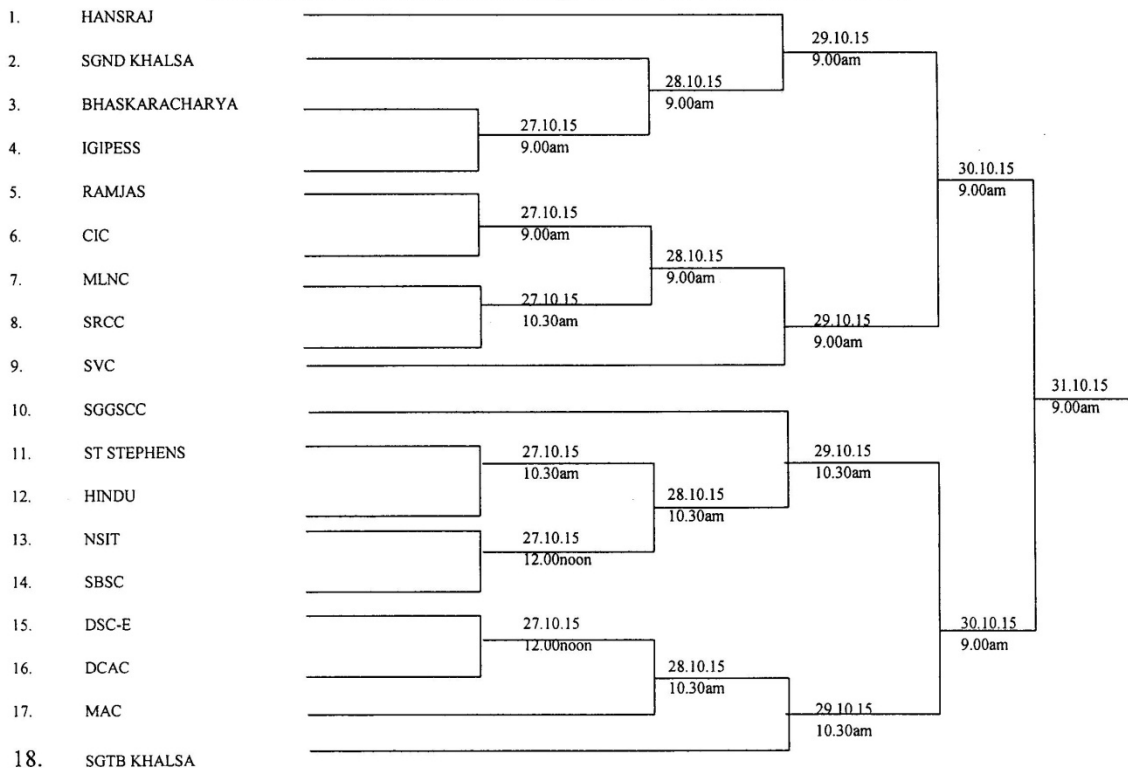 1. HANSRAJ
29.10.15
9.00am
2. SGND KHALSA
28.10.15
9.00am
3. BHASKARACHARYA
27.10.15
9.00am
4. IGIPESS
30.10.15
9.00am
5. RAMJAS
27.10.15
9.00am
6. CIC
28.10.15
9.00am
7. MLNC
27.10.15
10.30am
8. SRCC
29.10.15
9.00am
9. SVC
31.10.15
9.00am
10. SGGSCC
11. ST STEPHENS
27.10.15
10.30am
29.10.15
10.30am
12. HINDU
28.10.15
10.30am
13. NSIT
27.10.15
12.00noon
14. SBSC
15. DSC-E
27.10.15
12.00noon
30.10.15
9.00am
16. DCAC
28.10.15
10.30am
17. MAC
29.10.15
10.30am
18. SGTB KHALSA